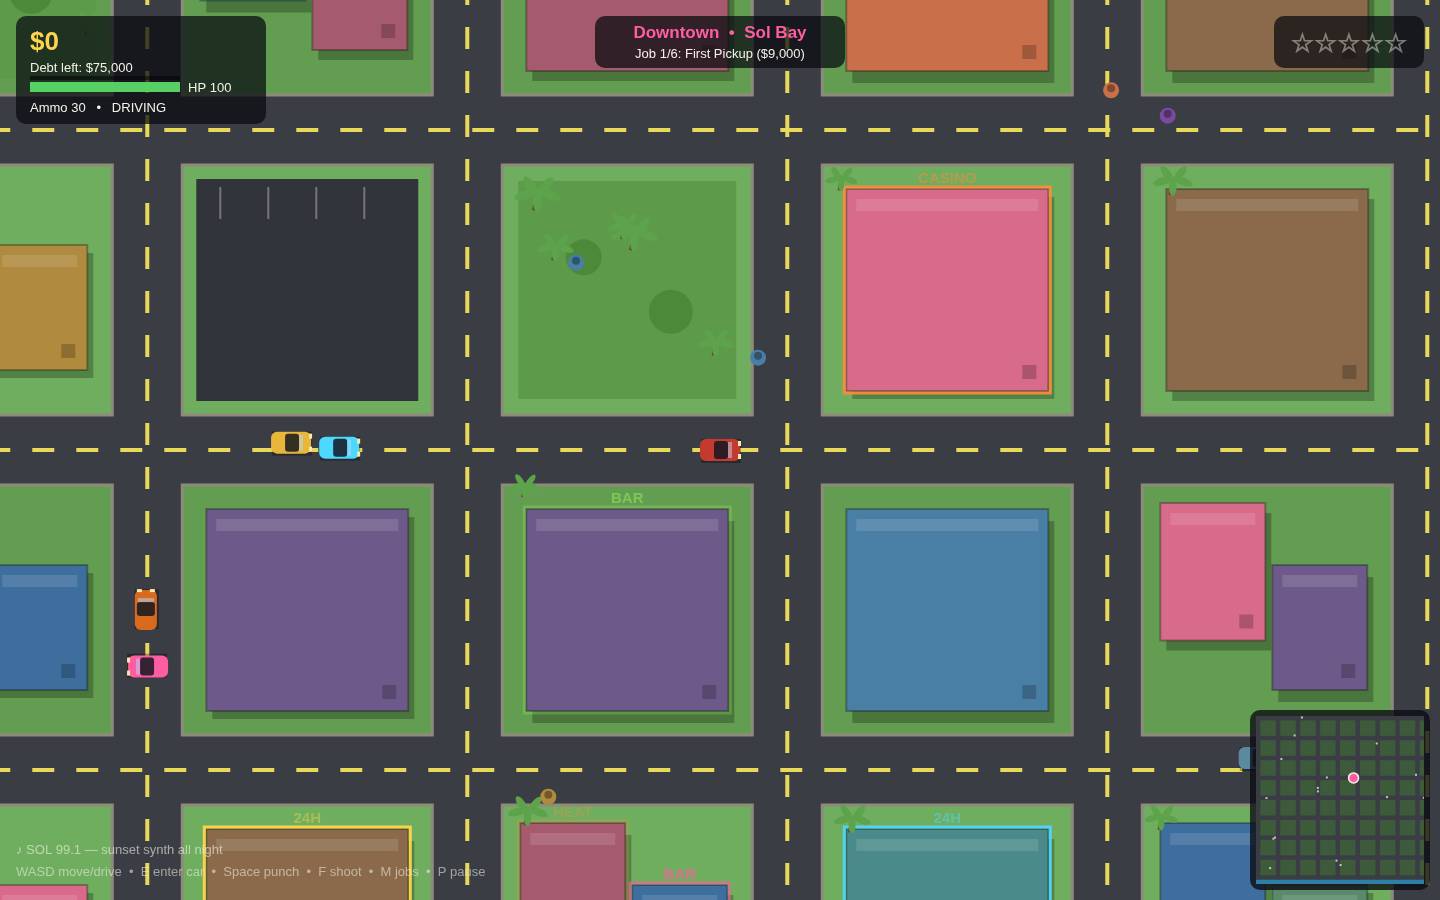 $0
Debt left: $75,000
HP 100
Ammo 30 • DRIVING
Downtown • Sol Bay
Job 1/6: First Pickup ($9,000)
☆☆☆☆☆
CASINO
BAR
24H
HEAT
24H
BAR
♪ SOL 99.1 — sunset synth all night
WASD move/drive • E enter car • Space punch • F shoot • M jobs • P pause